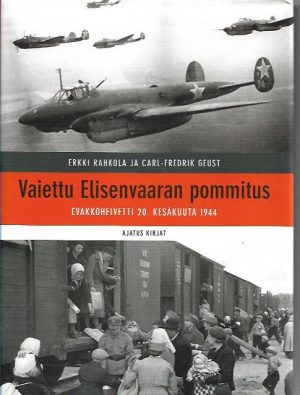 ERKKI RAHKOLA JA CARL-FREDRIK GEUST
Vaiettu Elisenvaaran pommitus
EVAKKOHELVETTI 20. KESÄKUUTA 1944
AJATUS KIRJAT